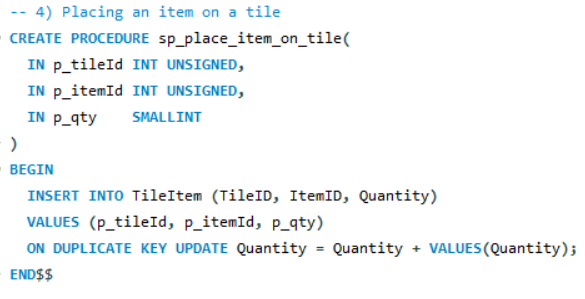 -- 4) Placing an item on a tile
CREATE PROCEDURE sp_place_item_on_tile(
  IN p_tileId INT UNSIGNED,
  IN p_itemId INT UNSIGNED,
  IN p_qty    SMALLINT
)
BEGIN
  INSERT INTO TileItem (TileID, ItemID, Quantity)
  VALUES (p_tileId, p_itemId, p_qty)
  ON DUPLICATE KEY UPDATE Quantity = Quantity + VALUES(Quantity);
END$$